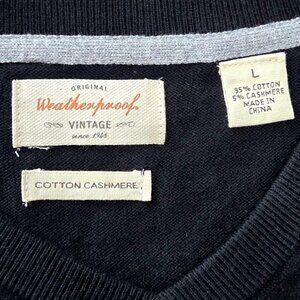 ORIGINAL
Weatherproof
VINTAGE
since 1948
COTTON CASHMERE
L
95% COTTON
5% CASHMERE
MADE IN
CHINA